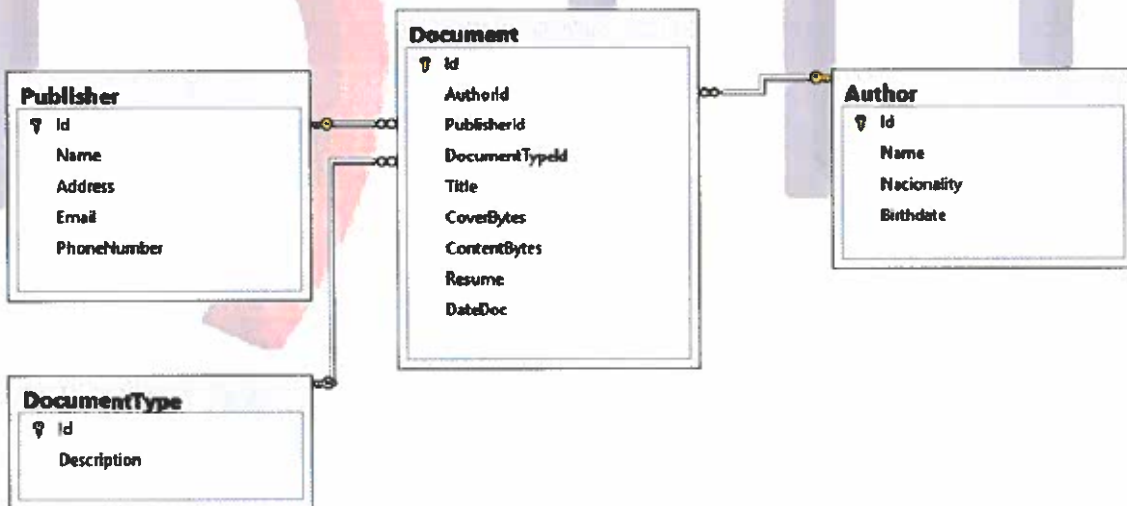 Document
Id
AuthorId
PublisherId
DocumentTypeId
Title
CoverBytes
ContentBytes
Resume
DateDoc
Publisher
Id
Name
Address
Email
PhoneNumber
Author
Id
Name
Nacionality
Birthdate
DocumentType
Id
Description